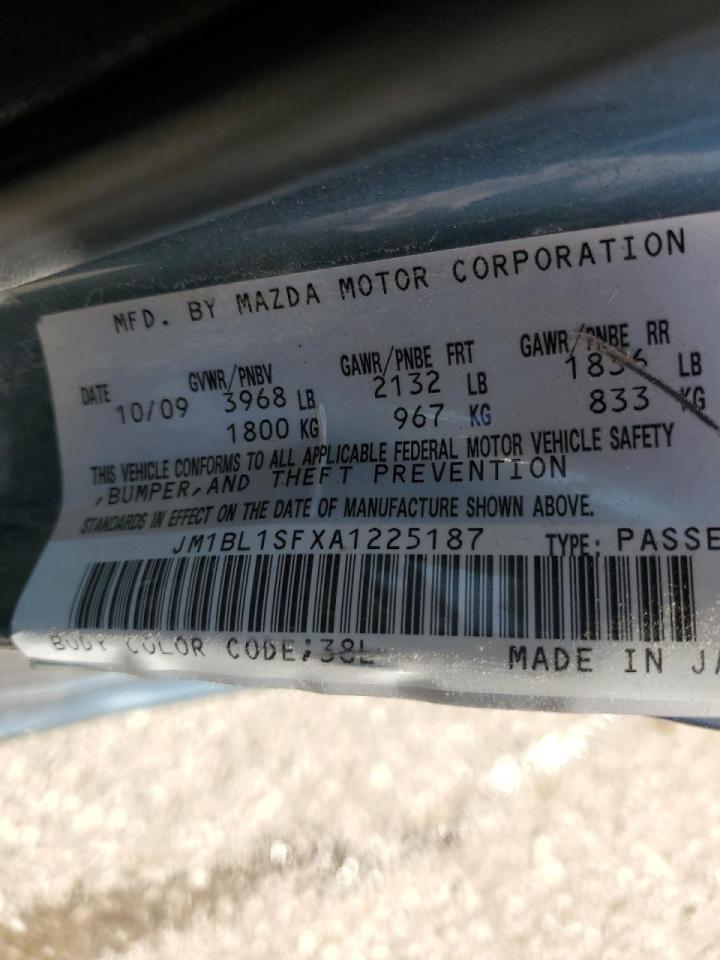 MFD. BY MAZDA MOTOR CORPORATION
DATE GVWR/PNBV GAWR/PNBE FRT GAWR/PNBE RR
10/09 3968 LB 2132 LB 1836 LB
1800 KG 967 KG 833 KG
THIS VEHICLE CONFORMS TO ALL APPLICABLE FEDERAL MOTOR VEHICLE SAFETY
,BUMPER,AND THEFT PREVENTION
STANDARDS IN EFFECT ON THE DATE OF MANUFACTURE SHOWN ABOVE.
JM1BL1SFXA1225187 TYPE: PASSE
BODY COLOR CODE:38L MADE IN JA